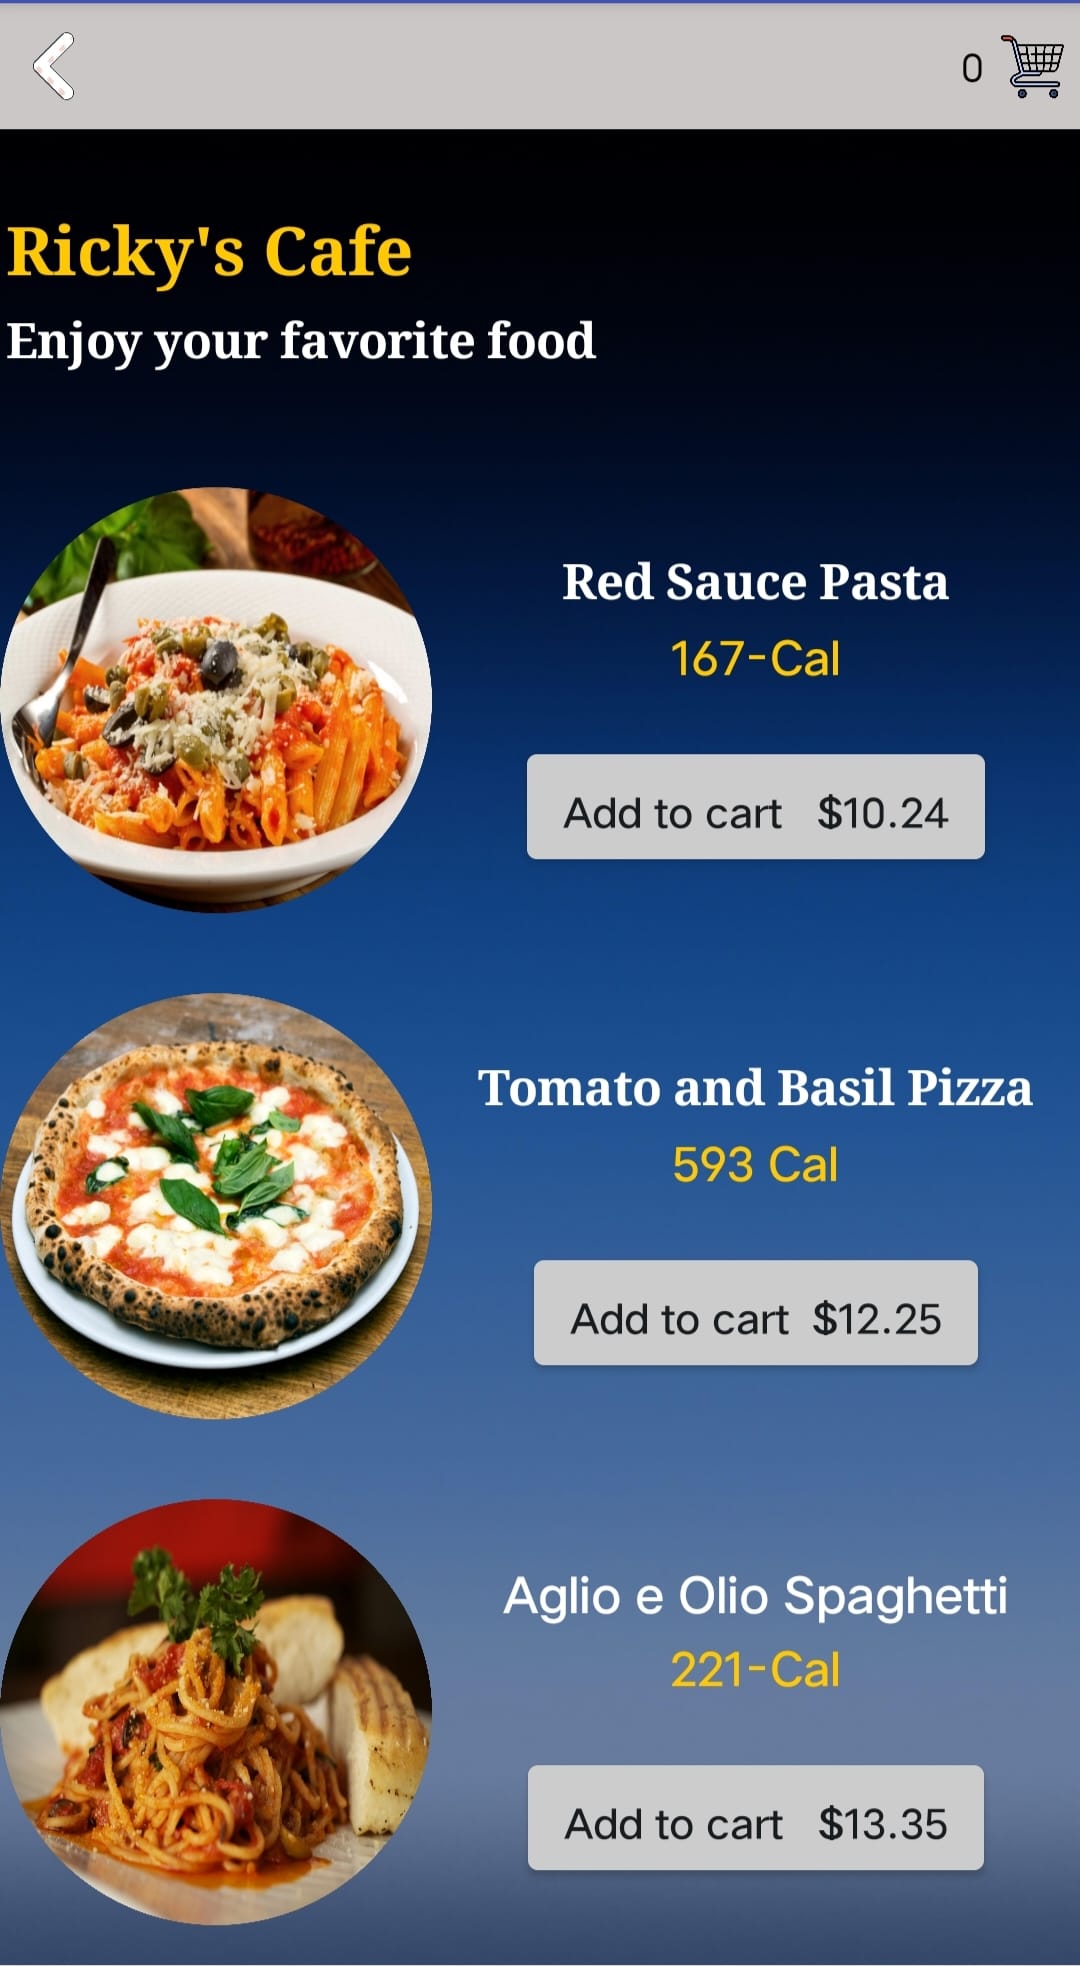 0
Ricky's Cafe
Enjoy your favorite food
Red Sauce Pasta
167-Cal
Add to cart $10.24
Tomato and Basil Pizza
593 Cal
Add to cart $12.25
Aglio e Olio Spaghetti
221-Cal
Add to cart $13.35